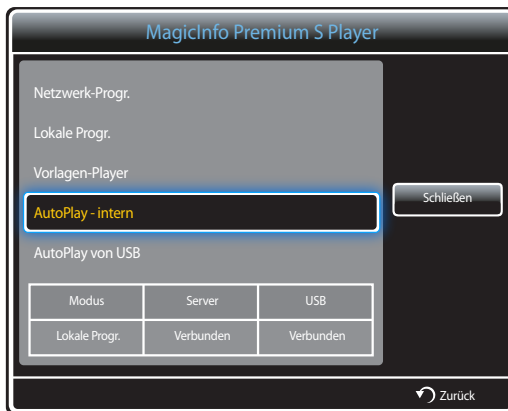 MagicInfo Premium S Player
Netzwerk-Progr.
Lokale Progr.
Vorlagen-Player
AutoPlay - intern
AutoPlay von USB
Schließen
Modus Server USB
Lokale Progr. Verbunden Verbunden
Zurück